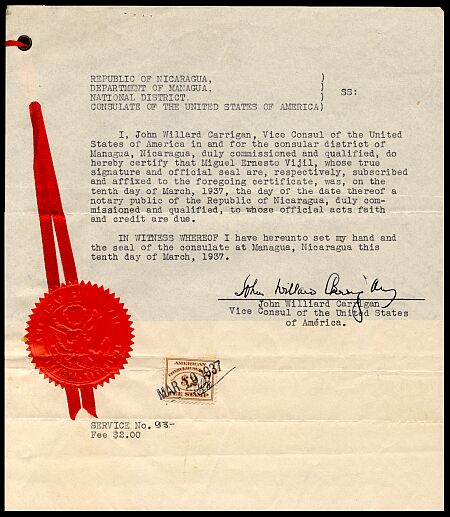 REPUBLIC OF NICARAGUA, )
DEPARTMENT OF MANAGUA, )
NATIONAL DISTRICT. ) SS:
CONSULATE OF THE UNITED STATES OF AMERICA)
I, John Willard Carrigan, Vice Consul of the United
States of America in and for the consular district of
Managua, Nicaragua, duly commissioned and qualified, do
hereby certify that Miguel Ernesto Vijil, whose true
signature and official seal are, respectively, subscribed
and affixed to the foregoing certificate, was, on the
tenth day of March, 1937, the day of the date thereof a
notary public of the Republic of Nicaragua, duly com-
missioned and qualified, to whose official acts faith
and credit are due.
IN WITNESS WHEREOF I have hereunto set my hand and
the seal of the consulate at Managua, Nicaragua this
tenth day of March, 1937.
John Willard Carrigan
John Williard Carrigan
Vice Consul of the United States
of América.
AMERICAN
CONSULAR SERVICE
MAR 10 1937
FEE STAMP
SERVICE No. 93-
Fee $2.00